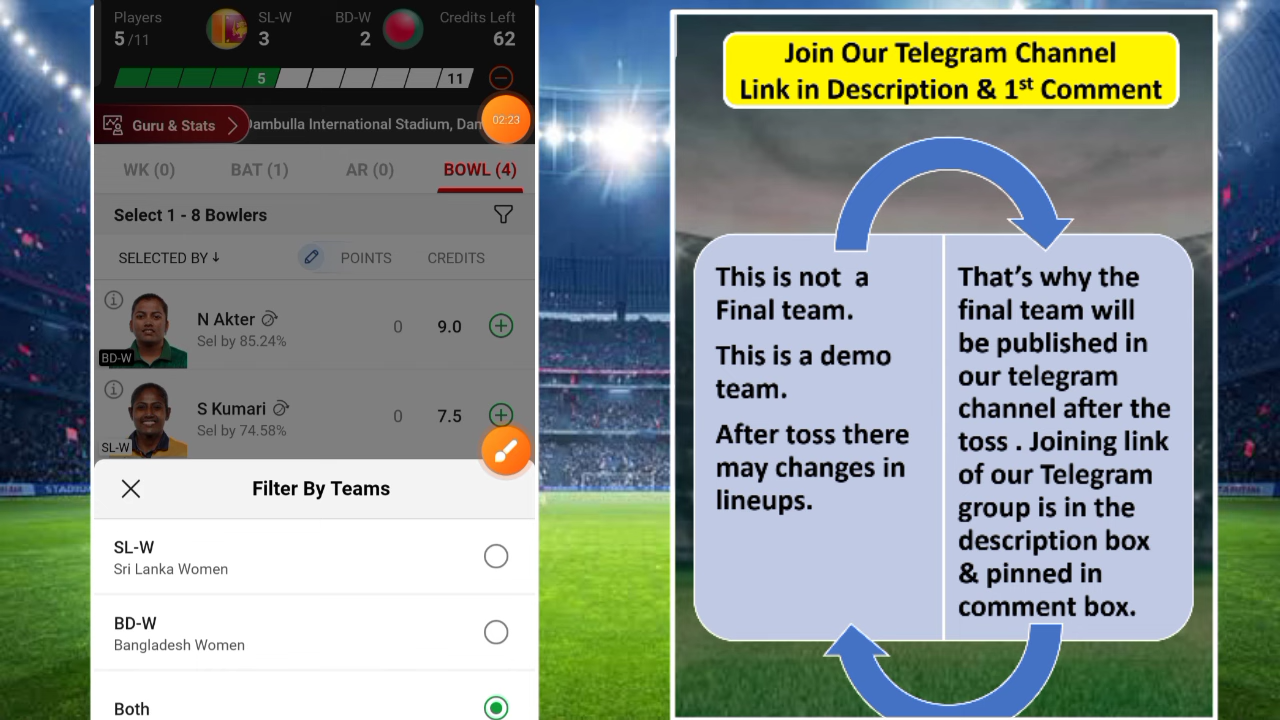 Players
SL-W
BD-W
Credits Left
5/11
3
2
62
5
11
02:23
Guru & Stats
Dambulla International Stadium, Dam
WK (0)
BAT (1)
AR (0)
BOWL (4)
Select 1 - 8 Bowlers
SELECTED BY ↓
POINTS
CREDITS
N Akter
0
9.0
Sel by 85.24%
BD-W
S Kumari
0
7.5
Sel by 74.58%
SL-W
Filter By Teams
SL-W
Sri Lanka Women
BD-W
Bangladesh Women
Both
Join Our Telegram Channel
Link in Description & 1st Comment
This is not a
Final team.
This is a demo
team.
After toss there
may changes in
lineups.
That's why the
final team will
be published in
our telegram
channel after the
toss . Joining link
of our Telegram
group is in the
description box
& pinned in
comment box.